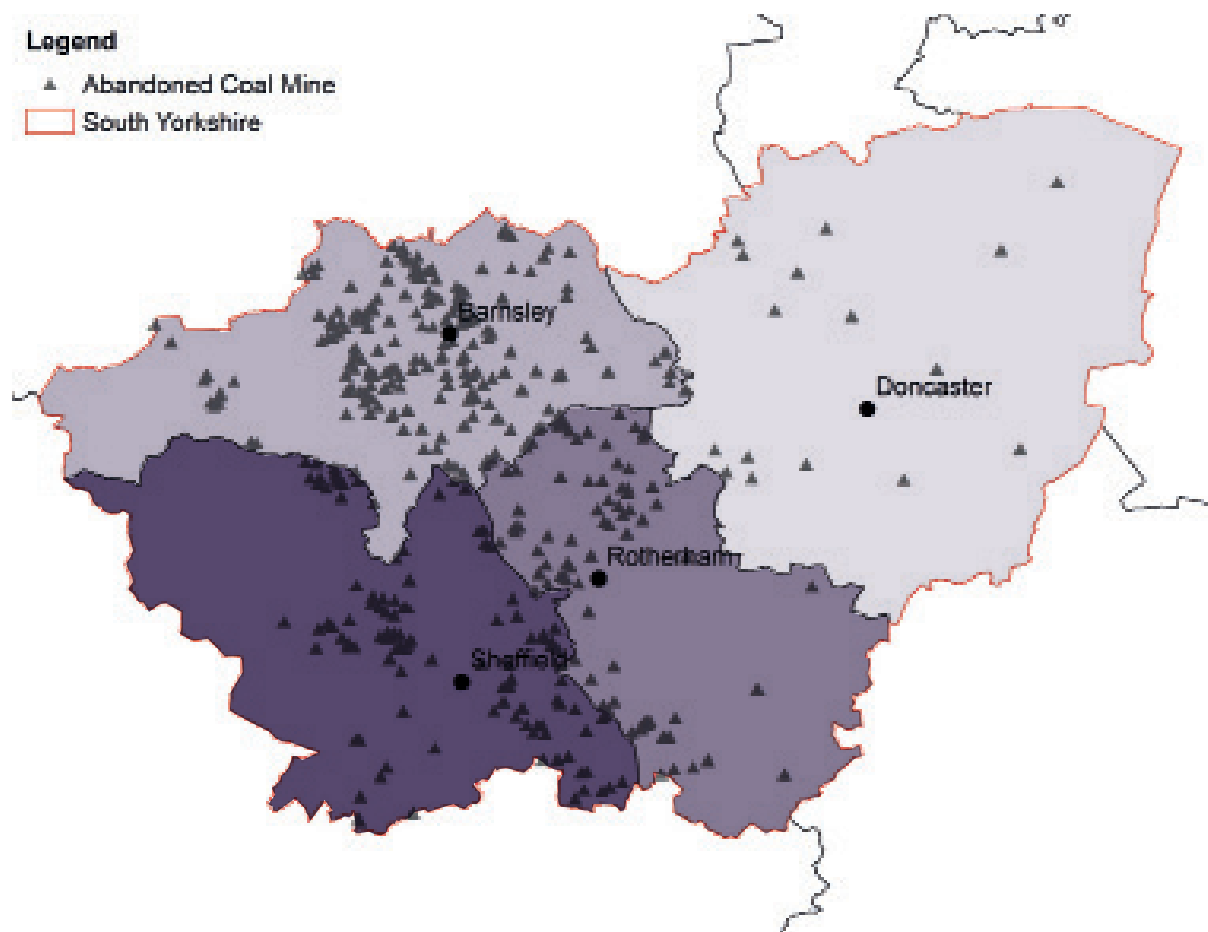 Legend
Abandoned Coal Mine
South Yorkshire
Barnsley
Doncaster
Rotherham
Sheffield